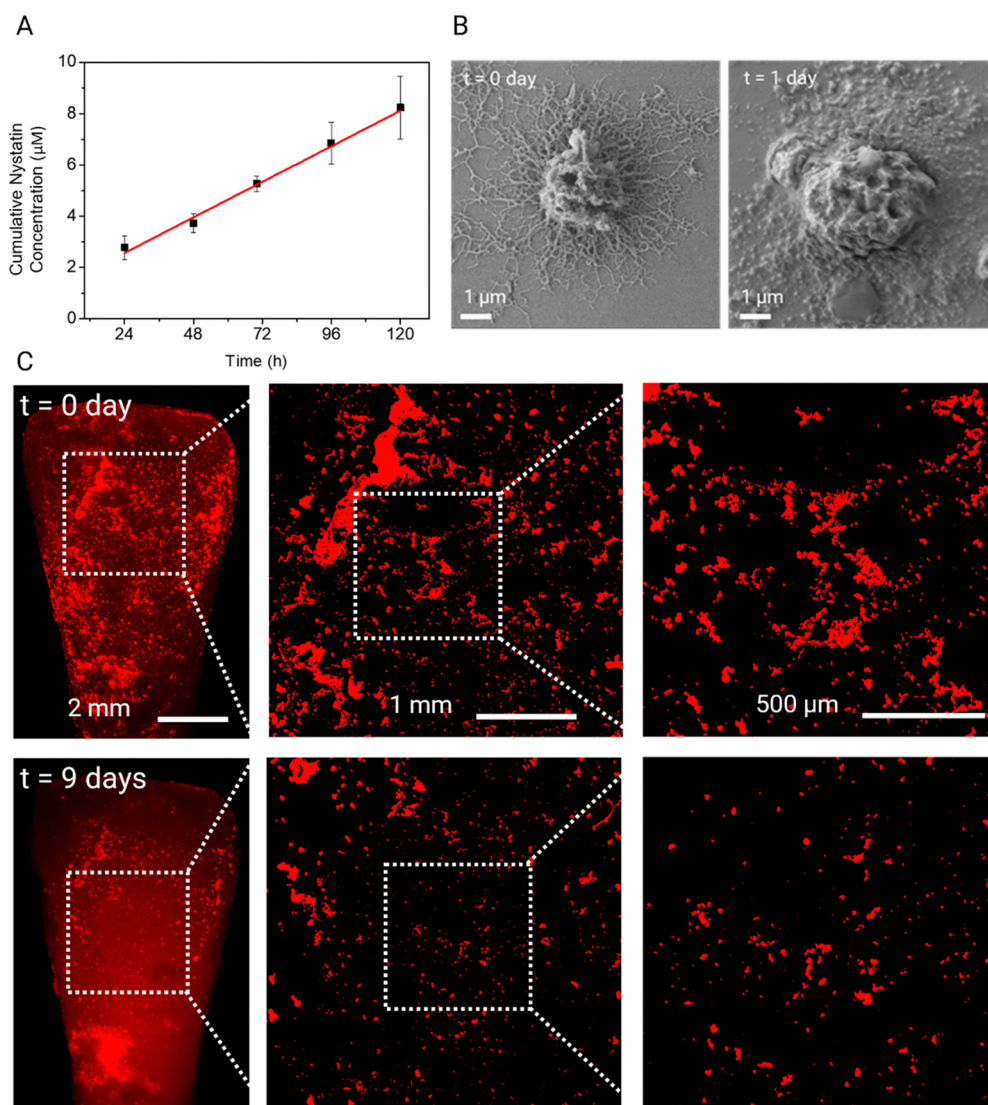 A
Cumulative Nystatin
Concentration (µM)
10
8
6
4
2
0
24
48
72
96
120
Time (h)
B
t = 0 day
1 µm
t = 1 day
1 µm
C
t = 0 day
2 mm
1 mm
500 µm
t = 9 days